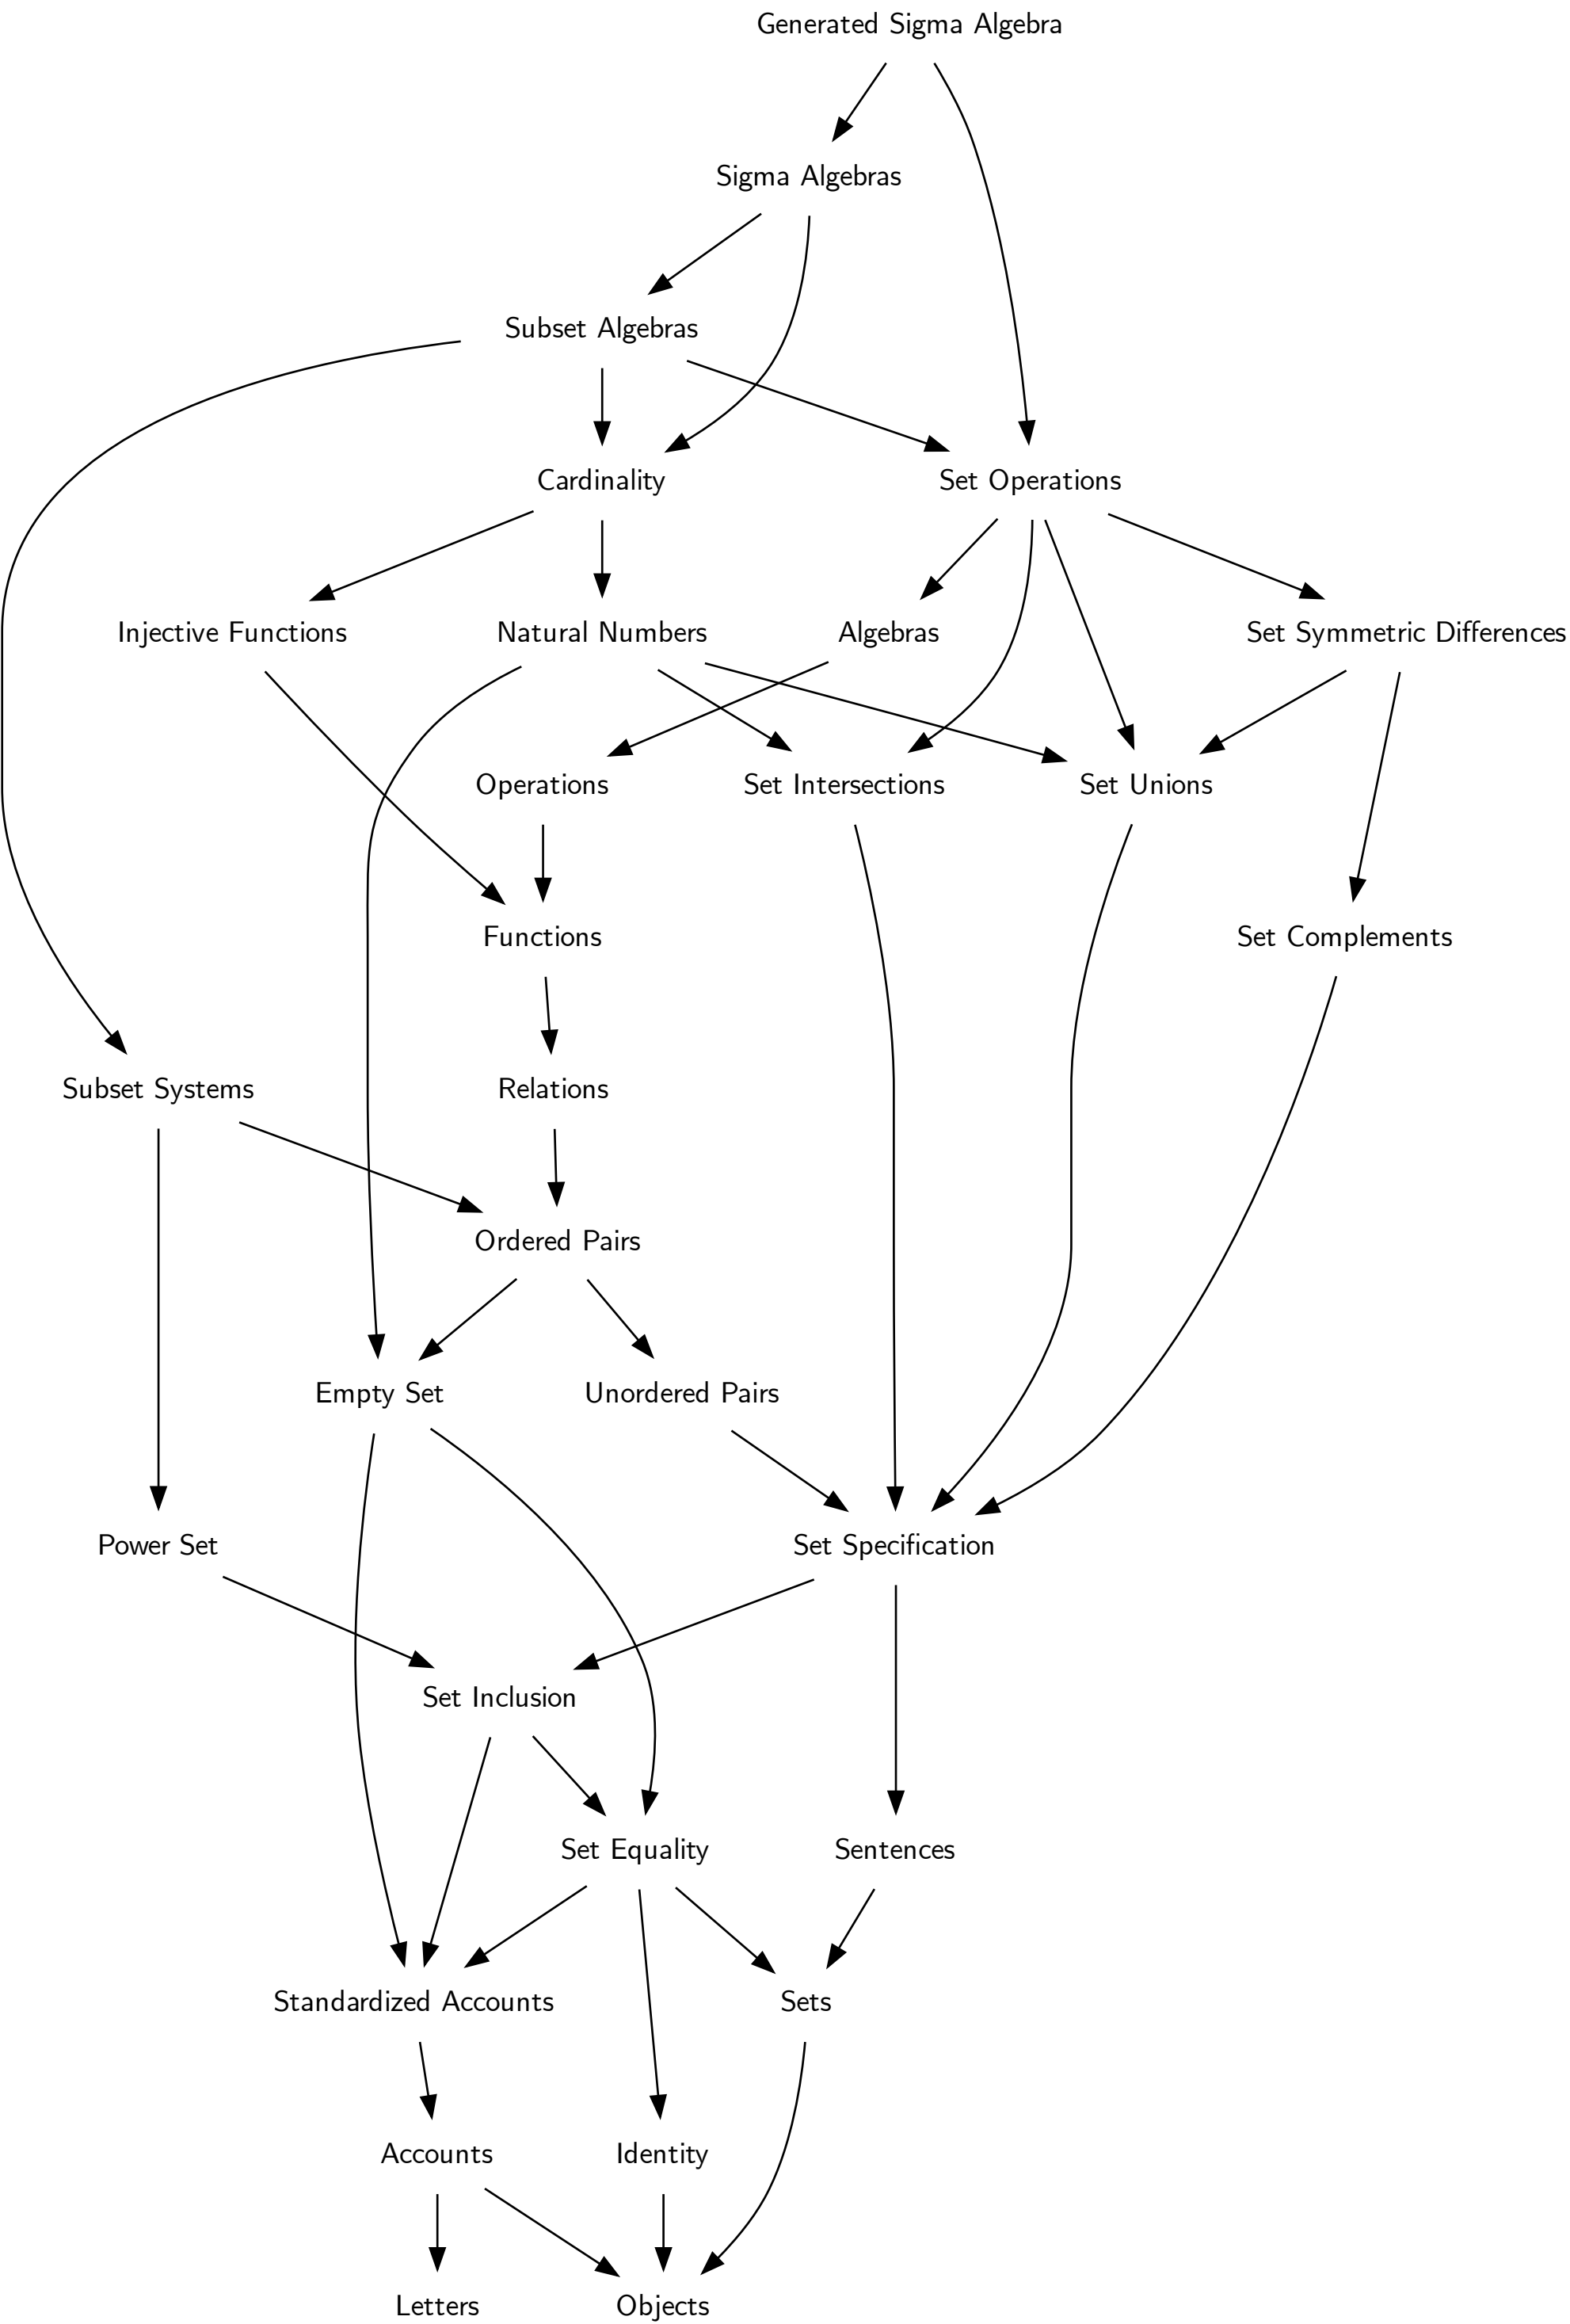 Generated Sigma Algebra
Sigma Algebras
Subset Algebras
Cardinality
Set Operations
Injective Functions
Natural Numbers
Algebras
Set Symmetric Differences
Operations
Set Intersections
Set Unions
Functions
Set Complements
Subset Systems
Relations
Ordered Pairs
Empty Set
Unordered Pairs
Power Set
Set Specification
Set Inclusion
Set Equality
Sentences
Standardized Accounts
Sets
Accounts
Identity
Letters
Objects